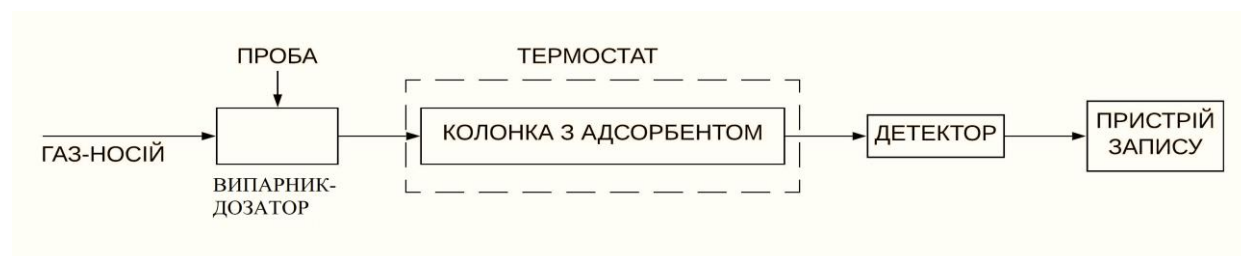 ПРОБА
ТЕРМОСТАТ
ГАЗ-НОСІЙ
ВИПАРНИК-
ДОЗАТОР
КОЛОНКА З АДСОРБЕНТОМ
ДЕТЕКТОР
ПРИСТРІЙ
ЗАПИСУ